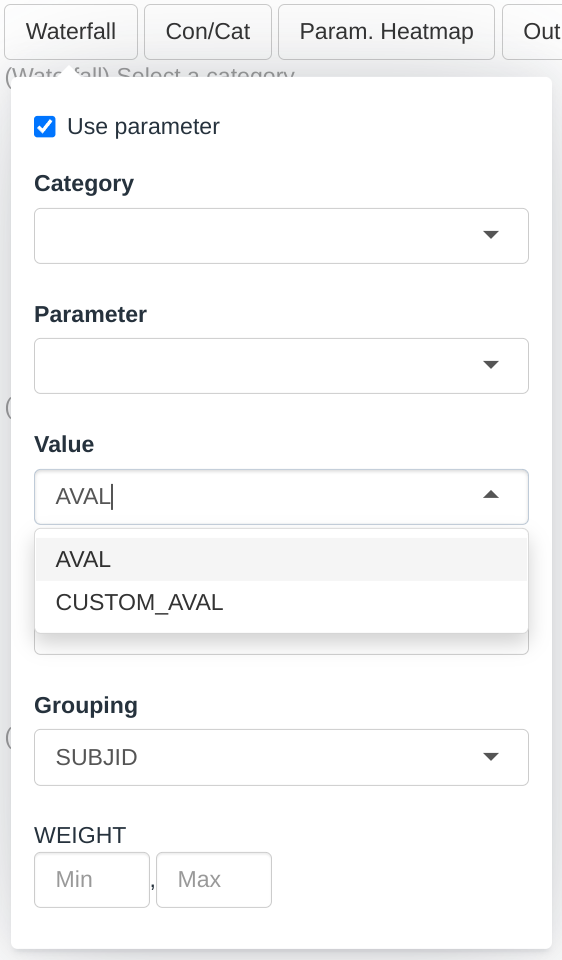 Waterfall Con/Cat Param. Heatmap Out
(Waterfall) Select a category
Use parameter
Category
Parameter
Value
AVAL
AVAL
CUSTOM_AVAL
Grouping
SUBJID
WEIGHT
Min , Max